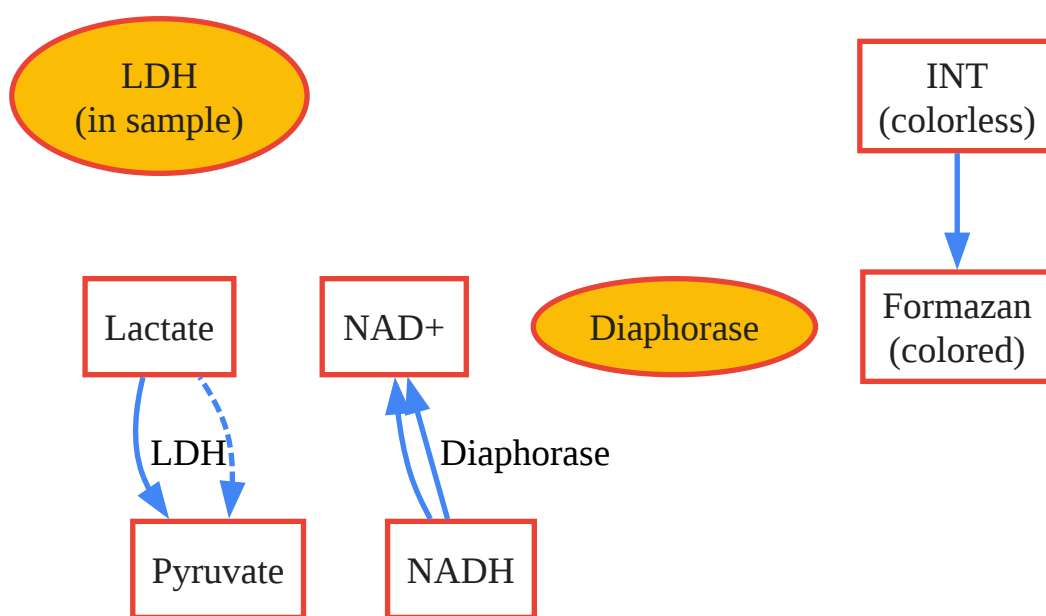 LDH
(in sample)
INT
(colorless)
Lactate
NAD+
Diaphorase
Formazan
(colored)
LDH
Diaphorase
Pyruvate
NADH